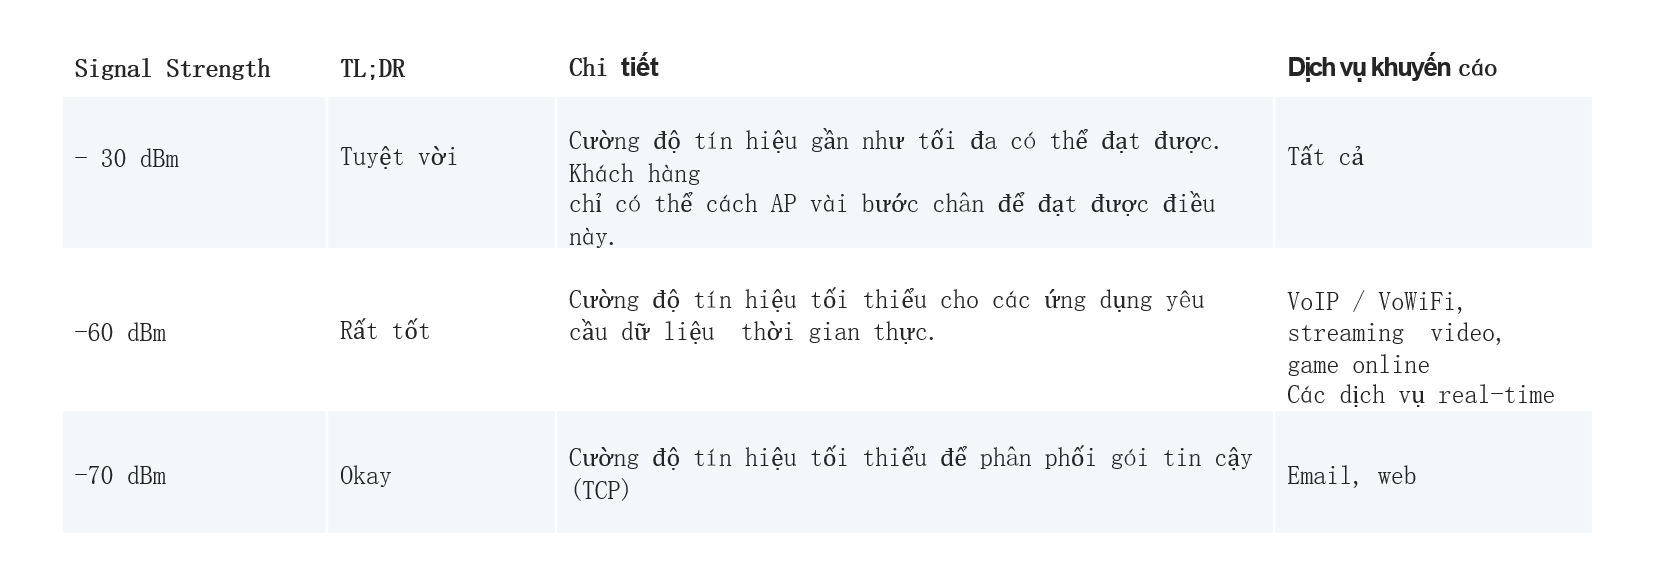 Signal Strength
TL;DR
Chi tiết
Dịch vụ khuyến cáo
- 30 dBm
Tuyệt vời
Cường độ tín hiệu gần như tối đa có thể đạt được.
Khách hàng
chỉ có thể cách AP vài bước chân để đạt được điều
này.
Tất cả
-60 dBm
Rất tốt
Cường độ tín hiệu tối thiểu cho các ứng dụng yêu
cầu dữ liệu thời gian thực.
VoIP / VoWiFi,
streaming video,
game online
Các dịch vụ real-time
-70 dBm
Okay
Cường độ tín hiệu tối thiểu để phân phối gói tin cậy
(TCP)
Email, web